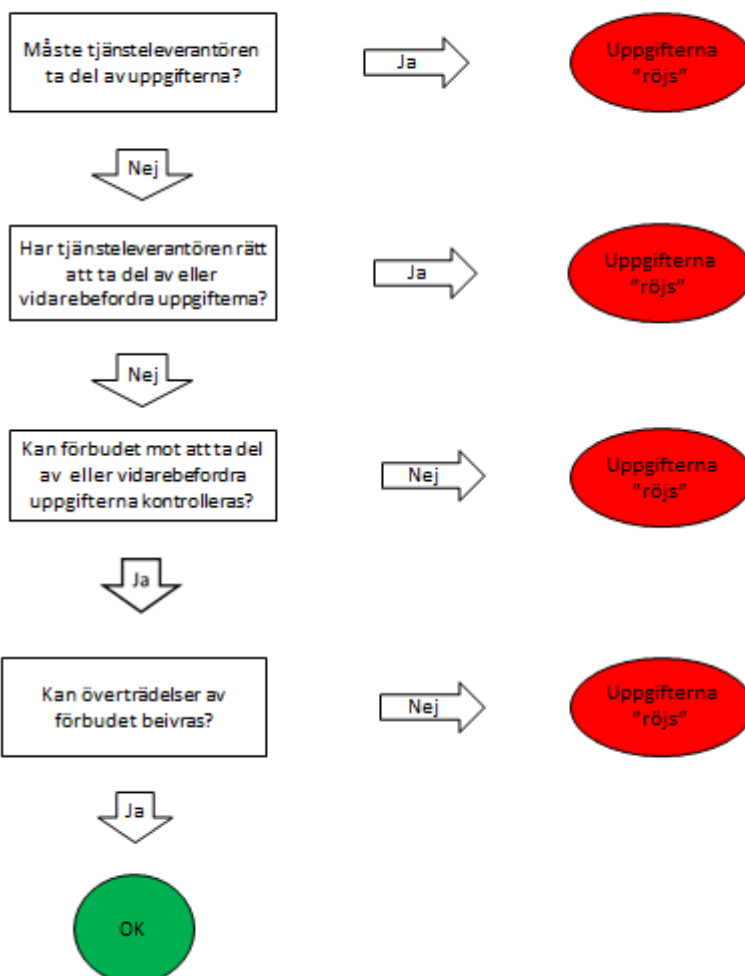 Måste tjänsteleverantören
ta del av uppgifterna?
Ja
Uppgifterna
"röjs"
Nej
Har tjänsteleverantören rätt
att ta del av eller
vidarebefordra uppgifterna?
Ja
Uppgifterna
"röjs"
Nej
Kan förbudet mot att ta del
av eller vidarebefordra
uppgifterna kontrolleras?
Nej
Uppgifterna
"röjs"
Ja
Kan överträdelser av
förbudet beivras?
Nej
Uppgifterna
"röjs"
Ja
OK